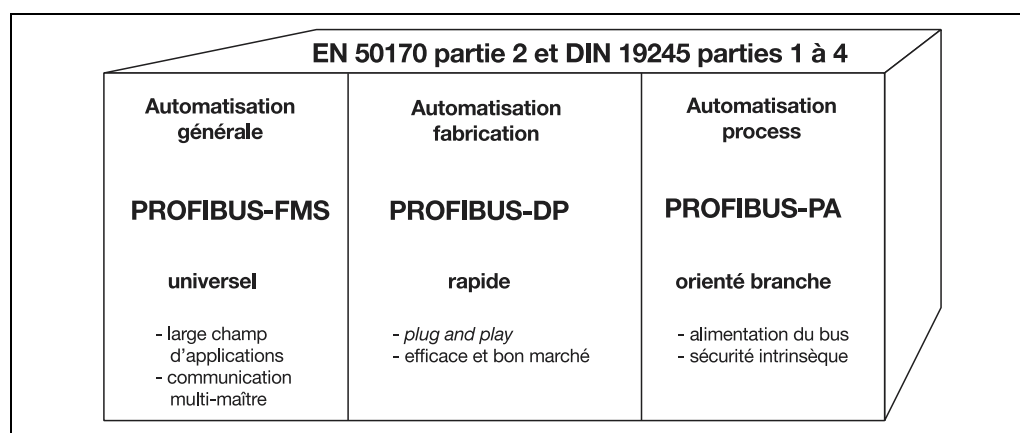 EN 50170 partie 2 et DIN 19245 parties 1 à 4
Automatisation
générale
PROFIBUS-FMS
universel
- large champ
d'applications
- communication
multi-maître
Automatisation
fabrication
PROFIBUS-DP
rapide
- plug and play
- efficace et bon marché
Automatisation
process
PROFIBUS-PA
orienté branche
- alimentation du bus
- sécurité intrinsèque